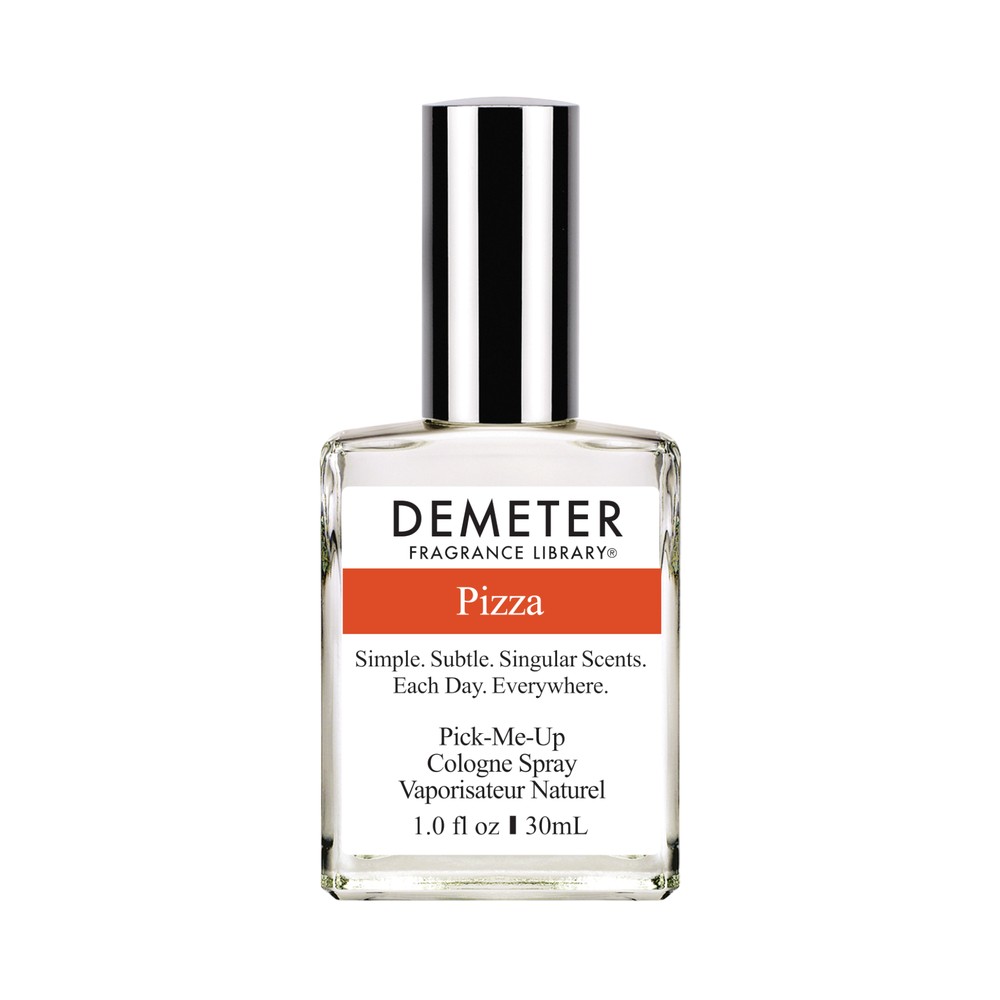 DEMETER
FRAGRANCE LIBRARY®
Pizza
Simple. Subtle. Singular Scents.
Each Day. Everywhere.
Pick-Me-Up
Cologne Spray
Vaporisateur Naturel
1.0 fl oz ▌ 30mL